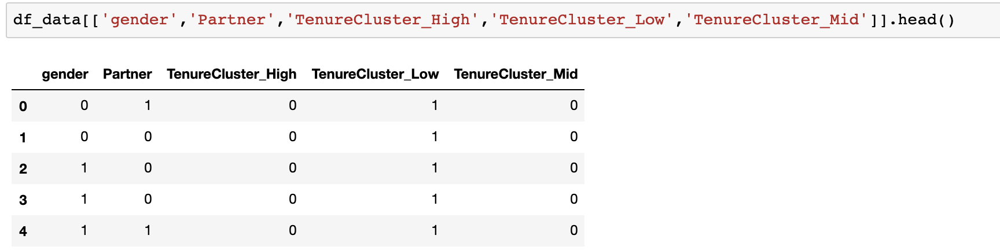 df_data[['gender','Partner','TenureCluster_High','TenureCluster_Low','TenureCluster_Mid']].head()
gender Partner TenureCluster_High TenureCluster_Low TenureCluster_Mid
0 0 1 0 1 0
1 0 0 0 1 0
2 1 0 0 1 0
3 1 0 0 1 0
4 1 1 0 1 0